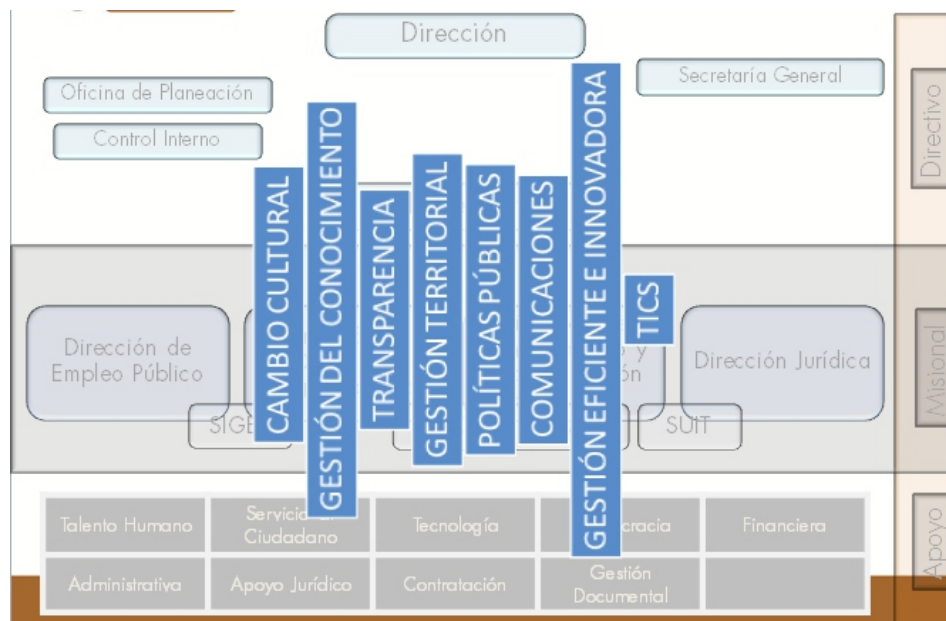 Dirección
Secretaría General
Oficina de Planeación
Control Interno
Directivo
CAMBIO CULTURAL
GESTIÓN DEL CONOCIMIENTO
TRANSPARENCIA
GESTIÓN TERRITORIAL
POLÍTICAS PÚBLICAS
COMUNICACIONES
GESTIÓN EFICIENTE E INNOVADORA
TICS
Dirección de
Empleo Público
y
Dirección Jurídica
Misional
SUIT
Talento Humano
Servicio
Ciudadano
Tecnología
Financiera
Administrativa
Apoyo Jurídico
Contratación
Gestión
Documental
Apoyo